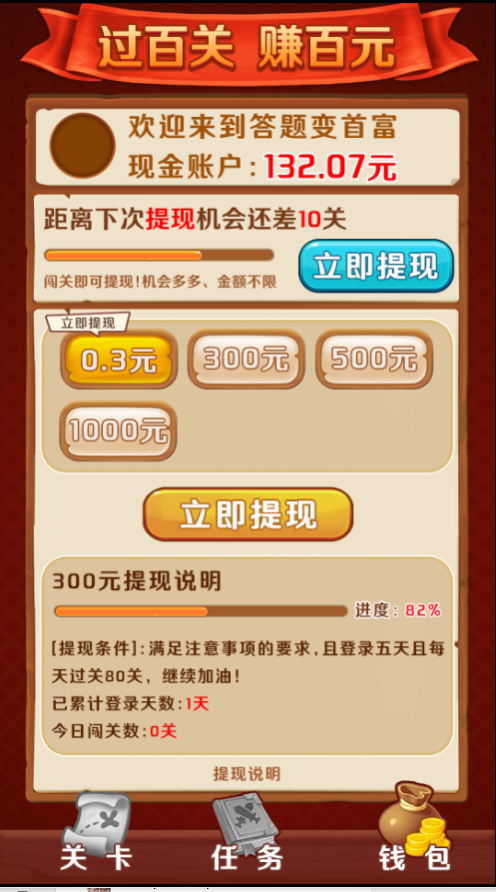 过百关 赚百元
欢迎来到答题变首富
现金账户:132.07元
距离下次提现机会还差10关
闯关即可提现!机会多多、金额不限
立即提现
立即提现
0.3元 300元 500元
1000元
立即提现
300元提现说明
进度: 82%
[提现条件]:满足注意事项的要求,且登录五天且每
天过关80关，继续加油!
已累计登录天数:1天
今日闯关数:0关
提现说明
关卡 任务 钱包